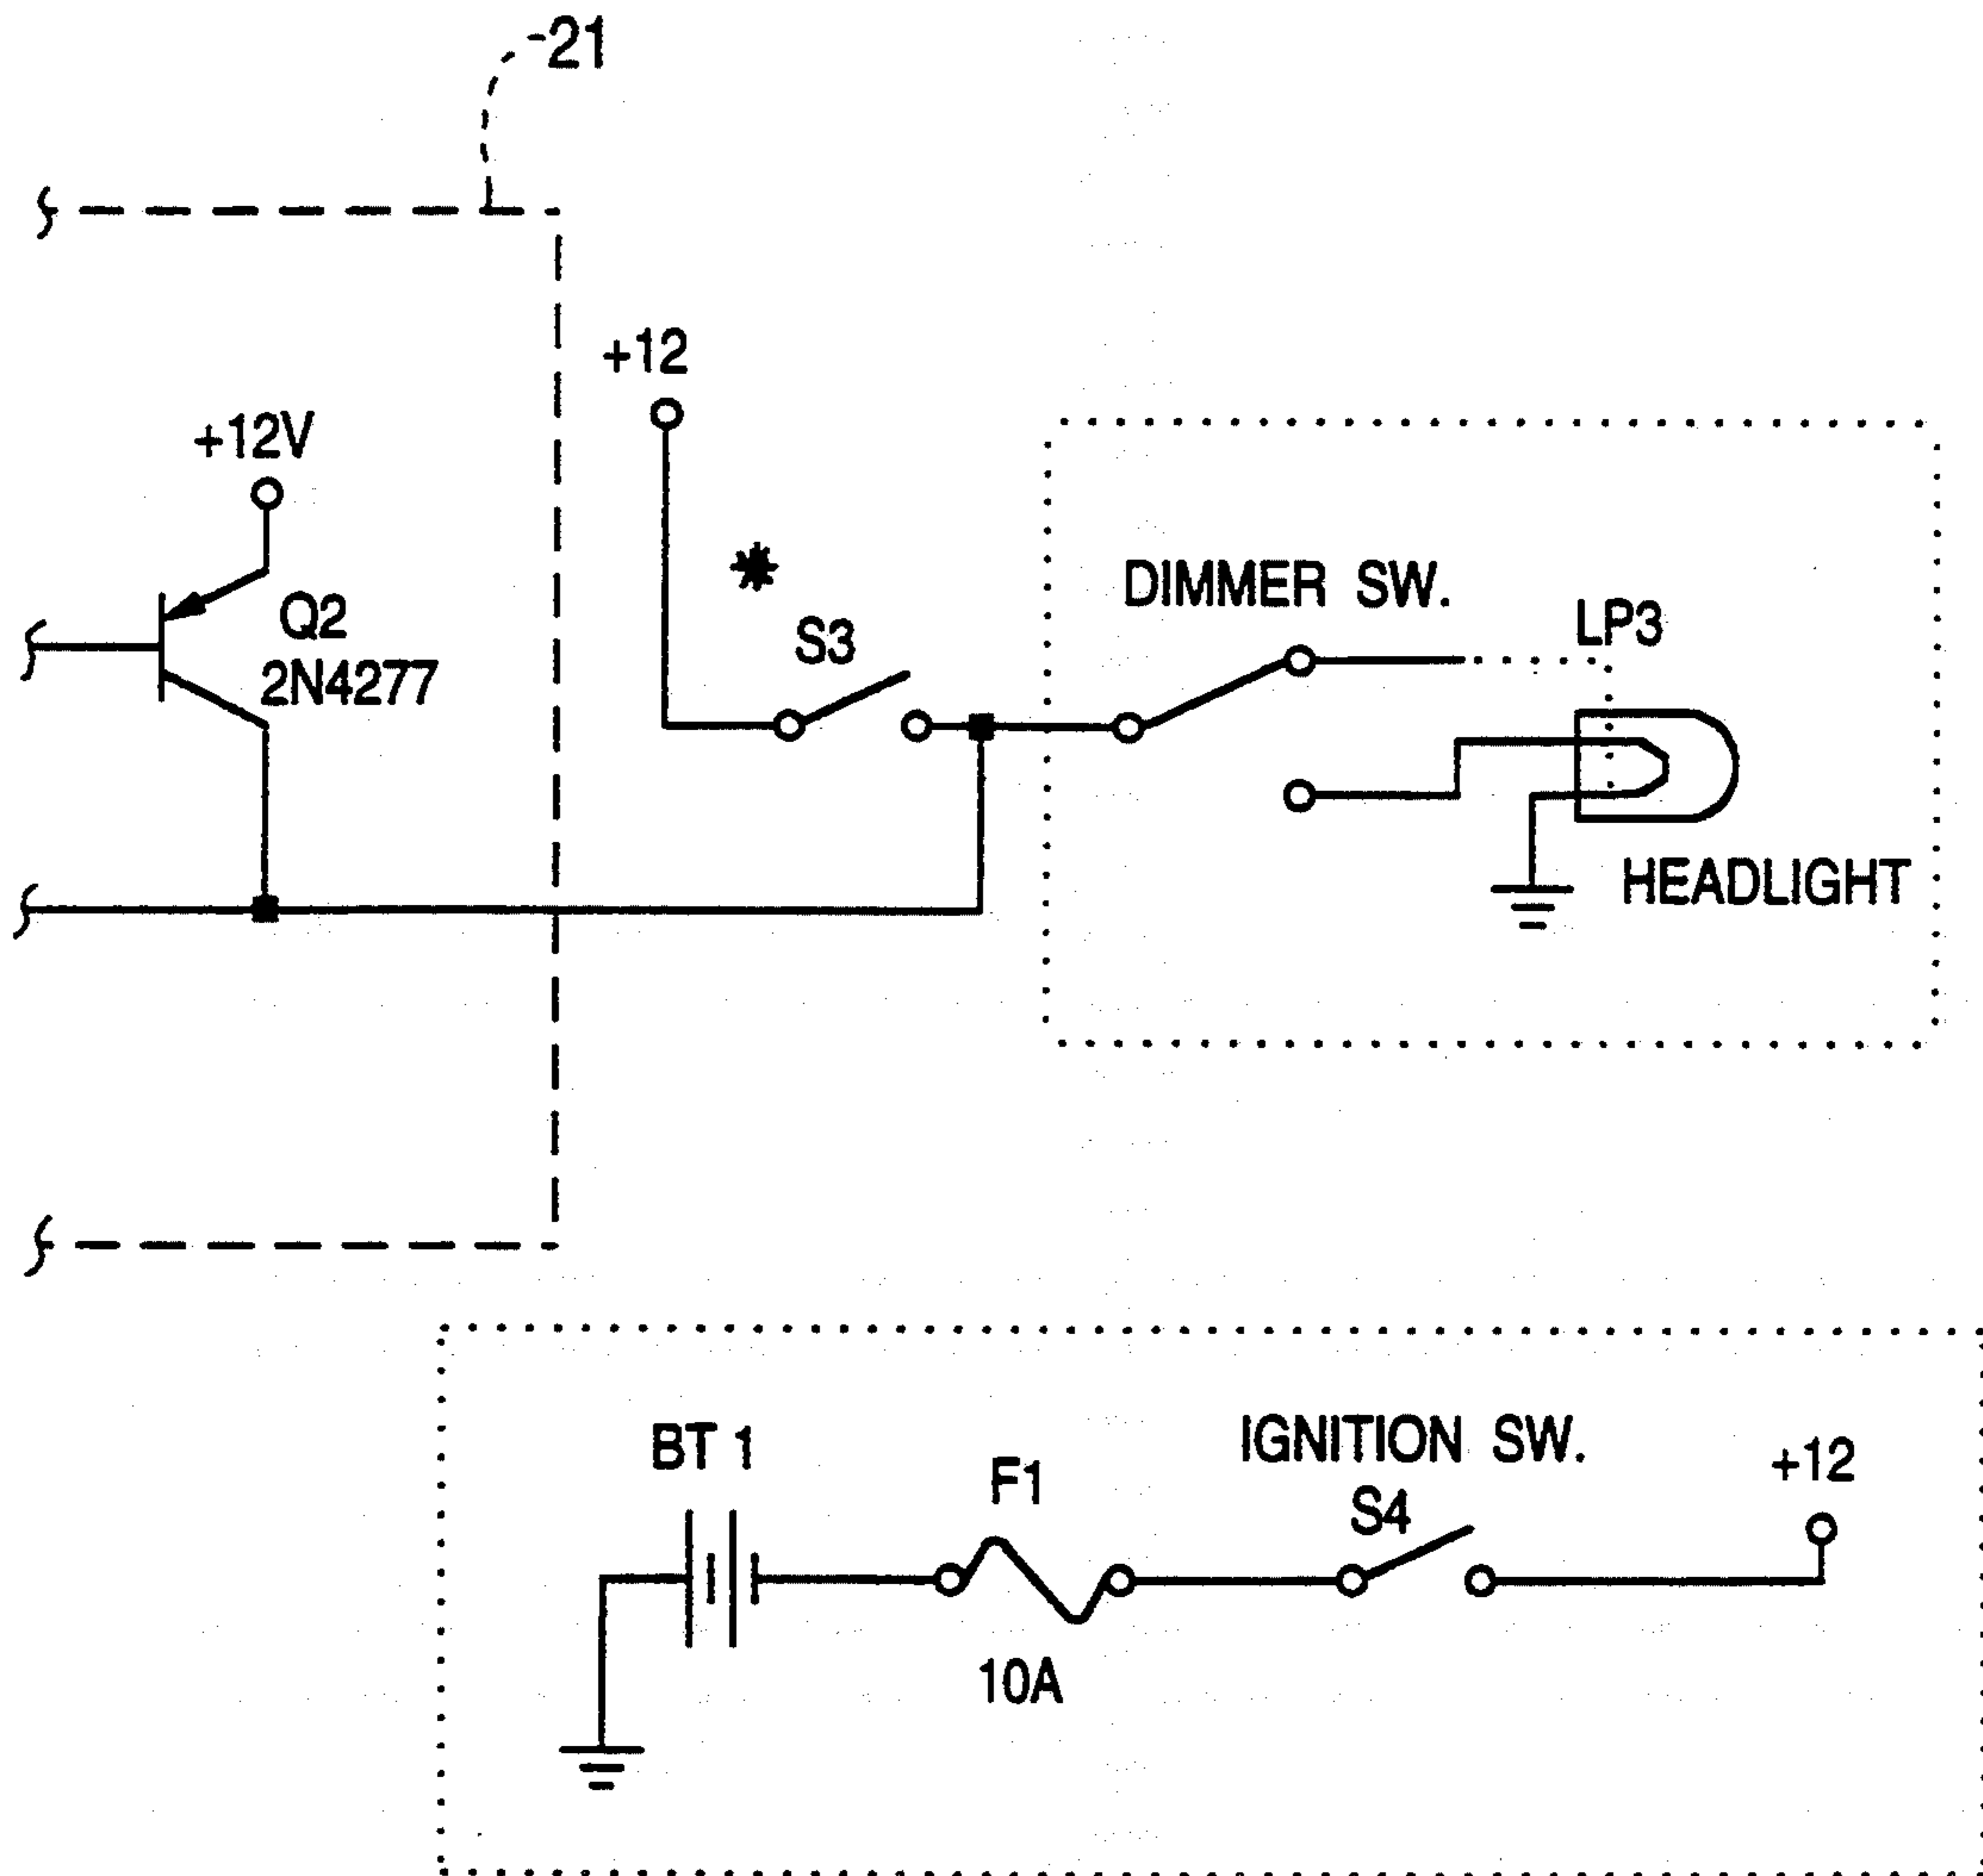 -21
+12
+12V
*
DIMMER SW.
Q2
2N4277
S3
LP3
HEADLIGHT
BT 1
F1
IGNITION SW.
S4
+12
10A